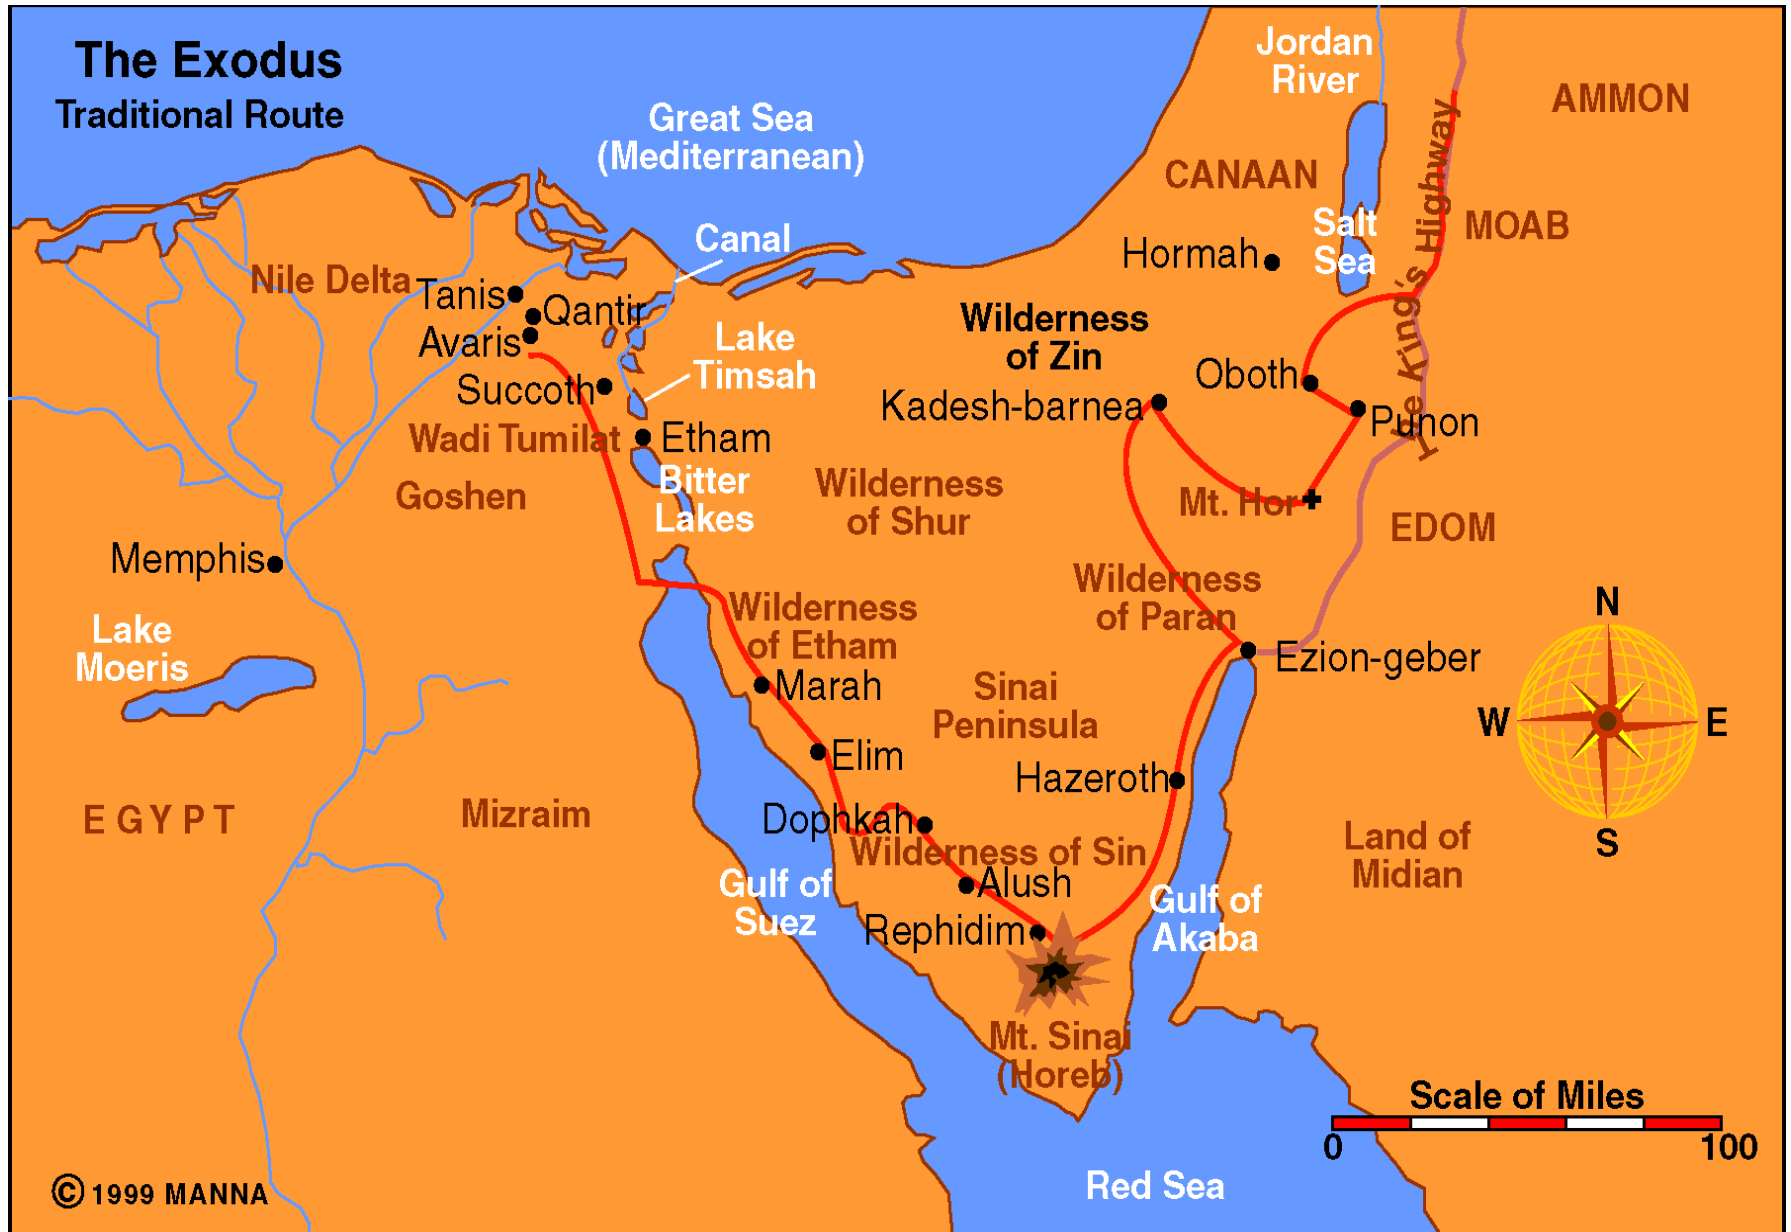 The Exodus
Traditional Route
Great Sea
(Mediterranean)
Jordan
River
AMMON
CANAAN
The King's Highway
Salt
Sea
MOAB
Canal
Hormah
Nile Delta
Tanis
Qantir
Avaris
Lake
Timsah
Wilderness
of Zin
Succoth
Oboth
Kadesh-barnea
Punon
Wadi Tumilat
Etham
Goshen
Bitter
Lakes
Wilderness
of Shur
Mt. Hor
EDOM
Memphis
Wilderness
of Etham
Wilderness
of Paran
Lake
Moeris
Ezion-geber
Marah
Sinai
Peninsula
N
W
E
S
Elim
Hazeroth
EGYPT
Mizraim
Dophkah
Wilderness of Sin
Land of
Midian
Alush
Gulf of
Suez
Rephidim
Gulf of
Akaba
Mt. Sinai
(Horeb)
Scale of Miles
0 100
Red Sea
© 1999 MANNA